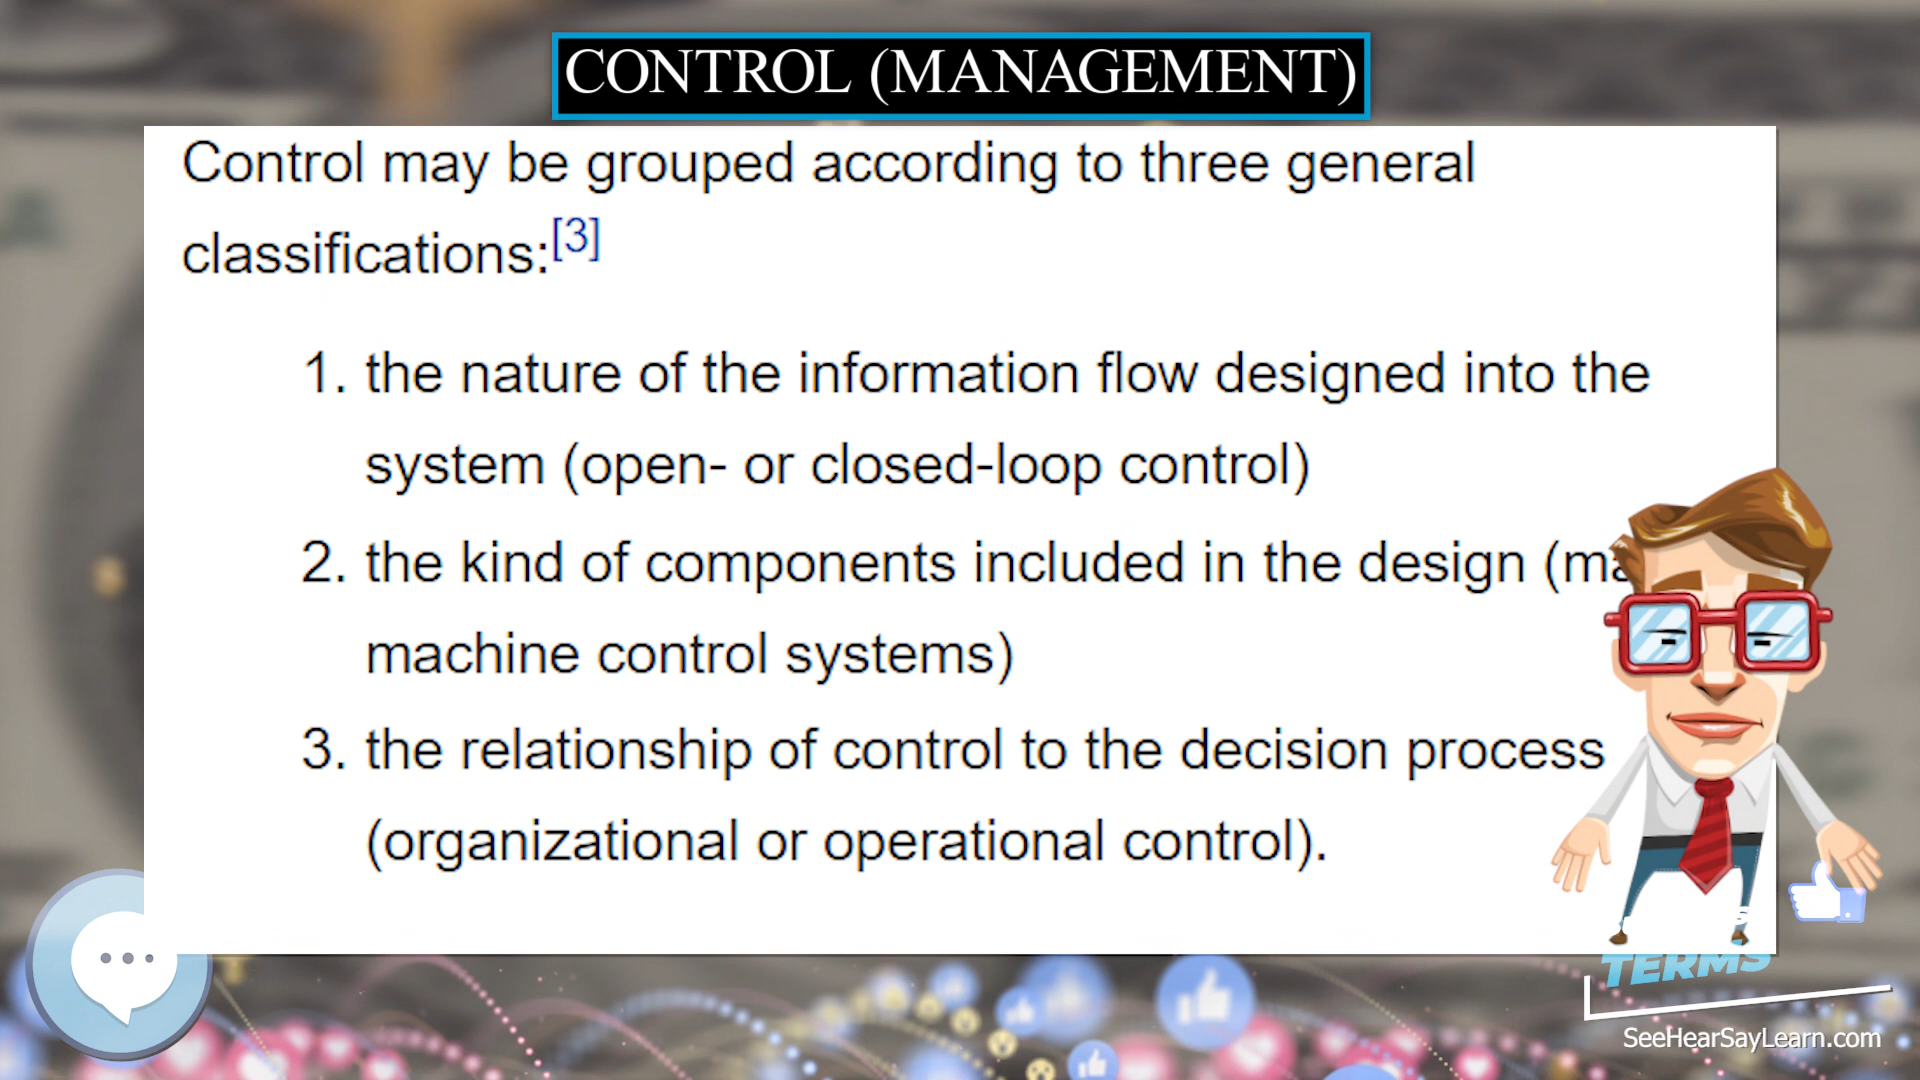 CONTROL (MANAGEMENT)
Control may be grouped according to three general
classifications:[3]
1. the nature of the information flow designed into the
system (open- or closed-loop control)
2. the kind of components included in the design
machine control systems)
3. the relationship of control to the decision process
(organizational or operational control).
TERMS
SeeHearSayLearn.com